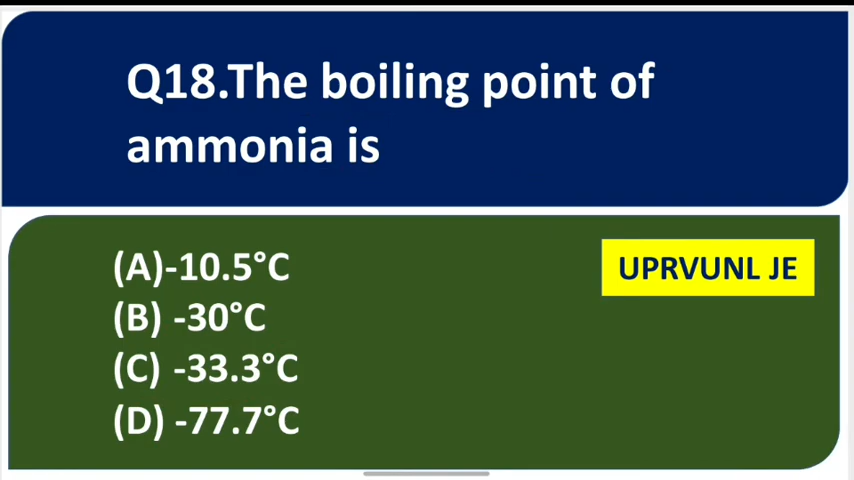 Q18.The boiling point of
ammonia is
(A)-10.5°C
UPRVUNL JE
(B) -30°C
(C) -33.3°C
(D) -77.7°C